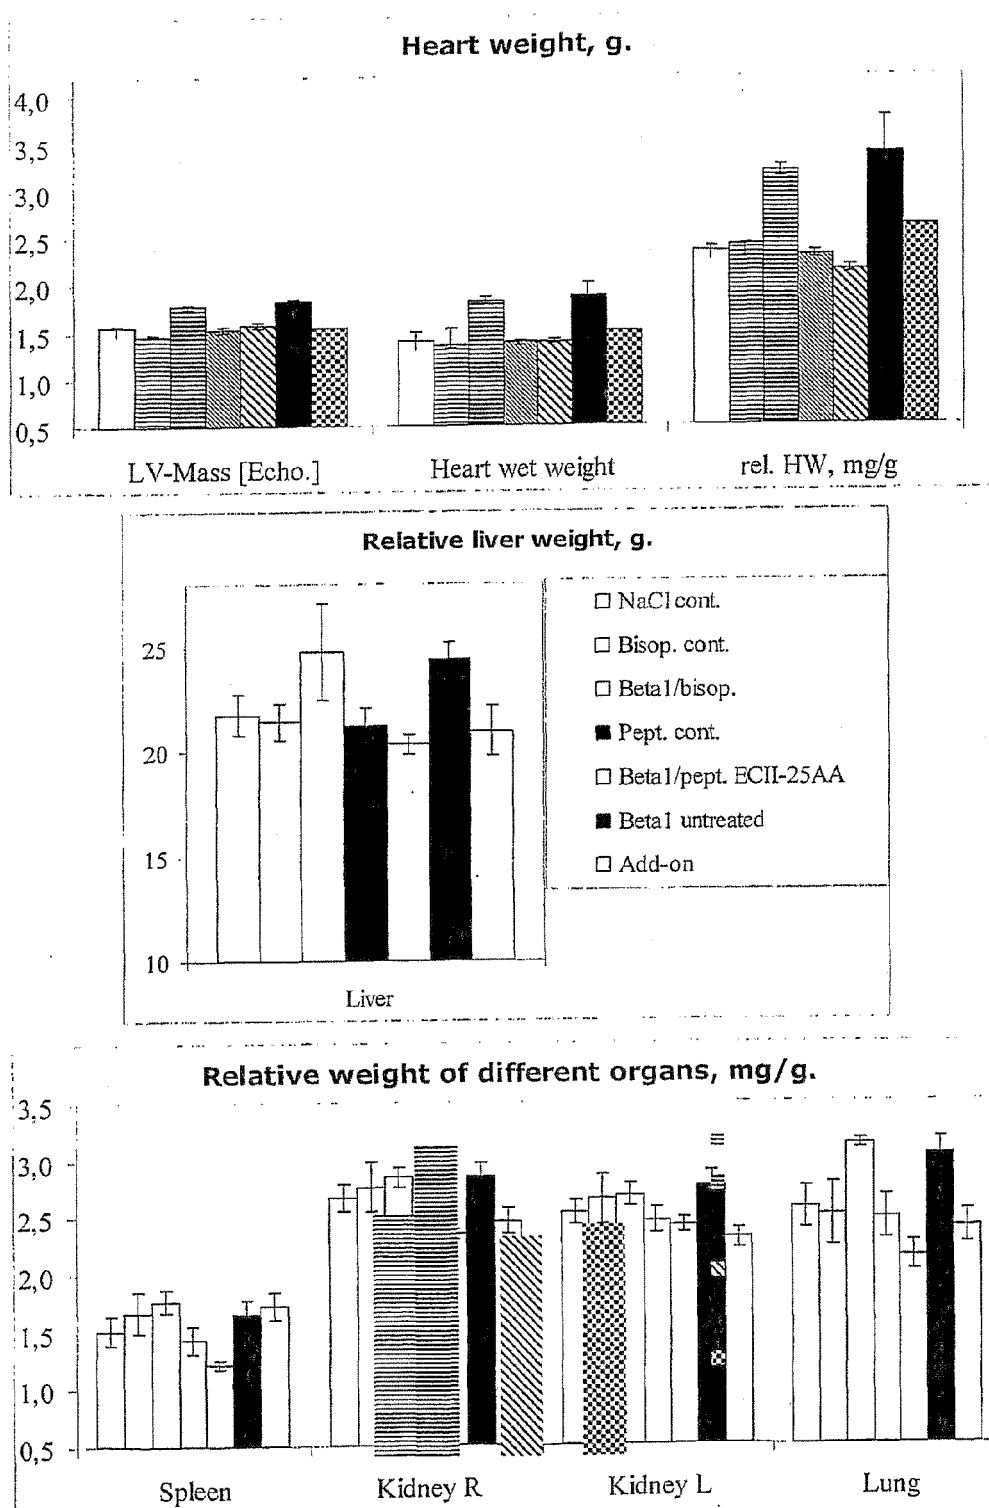 Heart weight, g.
4,0
3,5
3,0
2,5
2,0
1,5
1,0
0,5
LV-Mass [Echo.] Heart wet weight rel. HW, mg/g
Relative liver weight, g.
25
20
15
10
Liver
NaCl cont.
Bisop. cont.
Beta1/bisop.
Pept. cont.
Beta1/pept. ECII-25AA
Beta1 untreated
Add-on
Relative weight of different organs, mg/g.
3,5
3,0
2,5
2,0
1,5
1,0
0,5
Spleen Kidney R Kidney L Lung